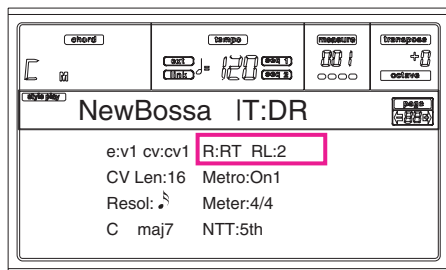 chord tempo measure transpose
C M ext link = 120 seq 1 seq 2 001 +0 octave
style play NewBossa IT:DR page
e:v1 cv:cv1 R:RT RL:2
CV Len:16 Metro:On1
Resol: Meter:4/4
C maj7 NTT:5th